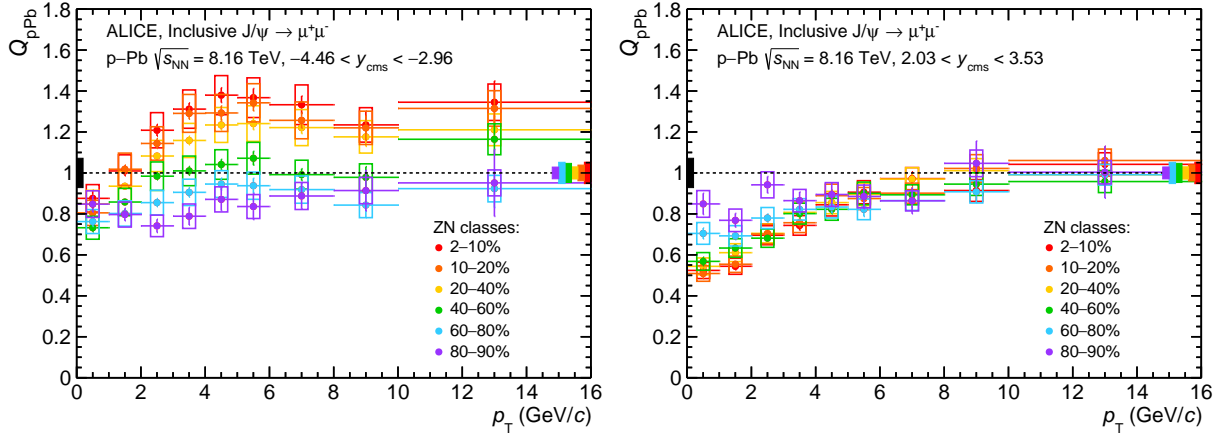 Q_pPb
1.8
1.6
1.4
1.2
1
0.8
0.6
0.4
0.2
0
ALICE, Inclusive J/ψ → μ⁺μ⁻
p–Pb √s_NN = 8.16 TeV, −4.46 < y_cms < −2.96
ZN classes:
2–10%
10–20%
20–40%
40–60%
60–80%
80–90%
0 2 4 6 8 10 12 14 16
p_T (GeV/c)
Q_pPb
1.8
1.6
1.4
1.2
1
0.8
0.6
0.4
0.2
0
ALICE, Inclusive J/ψ → μ⁺μ⁻
p–Pb √s_NN = 8.16 TeV, 2.03 < y_cms < 3.53
ZN classes:
2–10%
10–20%
20–40%
40–60%
60–80%
80–90%
0 2 4 6 8 10 12 14 16
p_T (GeV/c)